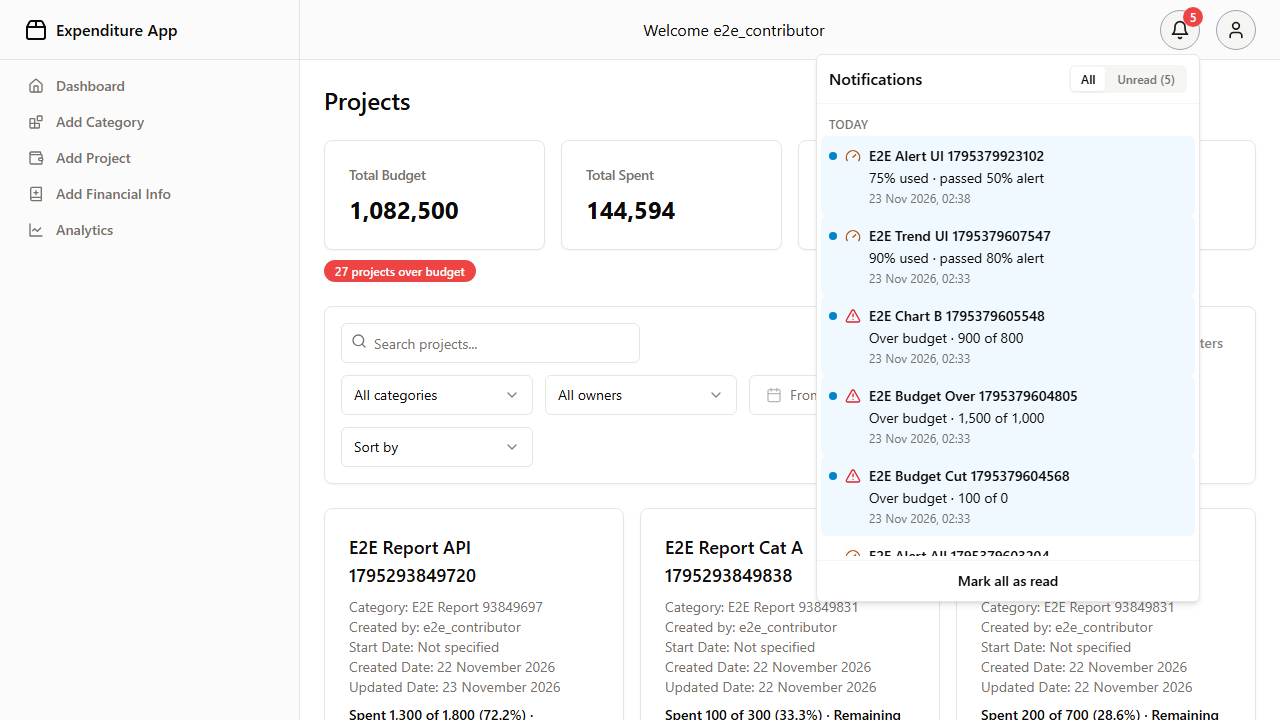 Expenditure App
Welcome e2e_contributor
5
Dashboard
Add Category
Add Project
Add Financial Info
Analytics
Projects
Total Budget
1,082,500
Total Spent
144,594
27 projects over budget
Search projects...
All categories
All owners
From
Sort by
ters
Notifications
All
Unread (5)
TODAY
E2E Alert UI 1795379923102
75% used · passed 50% alert
23 Nov 2026, 02:38
E2E Trend UI 1795379607547
90% used · passed 80% alert
23 Nov 2026, 02:33
E2E Chart B 1795379605548
Over budget · 900 of 800
23 Nov 2026, 02:33
E2E Budget Over 1795379604805
Over budget · 1,500 of 1,000
23 Nov 2026, 02:33
E2E Budget Cut 1795379604568
Over budget · 100 of 0
23 Nov 2026, 02:33
E2E Alert All 1795379603204
Mark all as read
E2E Report API
1795293849720
Category: E2E Report 93849697
Created by: e2e_contributor
Start Date: Not specified
Created Date: 22 November 2026
Updated Date: 23 November 2026
Spent 1,300 of 1,800 (72.2%) ·
E2E Report Cat A
1795293849838
Category: E2E Report 93849831
Created by: e2e_contributor
Start Date: Not specified
Created Date: 22 November 2026
Updated Date: 22 November 2026
Spent 100 of 300 (33.3%) · Remaining
Category: E2E Report 93849831
Created by: e2e_contributor
Start Date: Not specified
Created Date: 22 November 2026
Updated Date: 22 November 2026
Spent 200 of 700 (28.6%) · Remaining